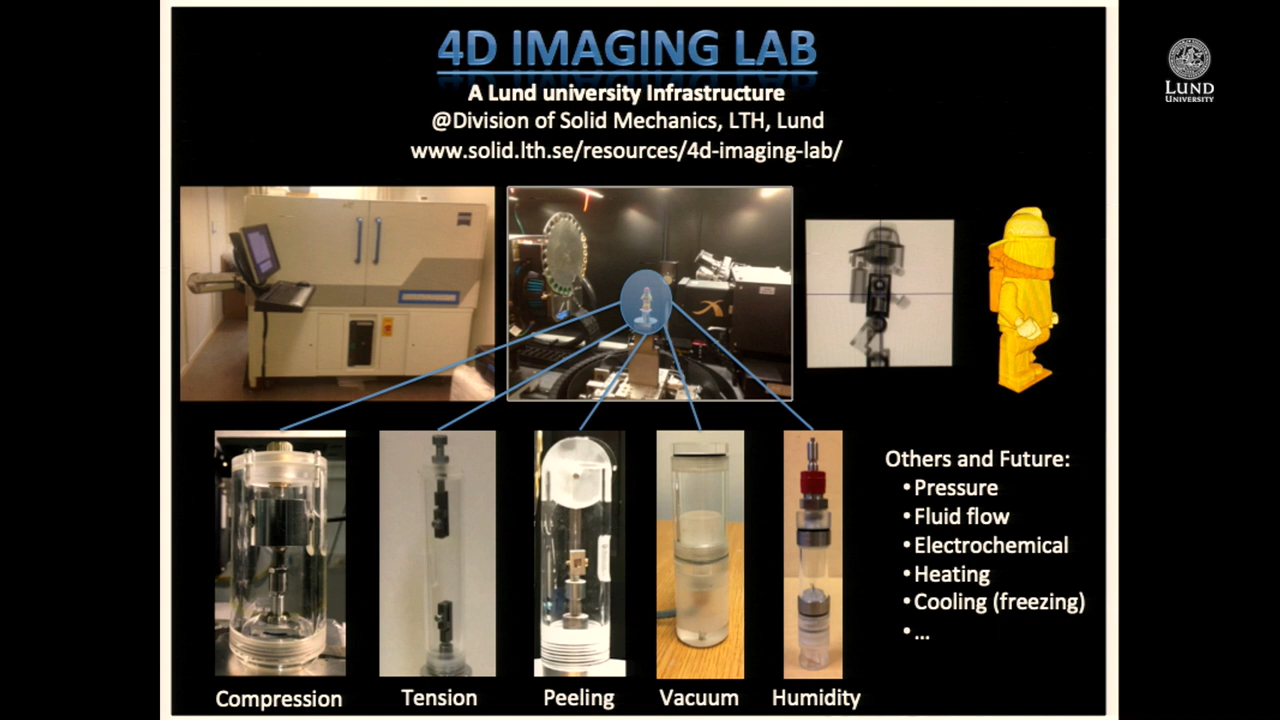 4D IMAGING LAB
A Lund university Infrastructure
@Division of Solid Mechanics, LTH, Lund
www.solid.lth.se/resources/4d-imaging-lab/
LUND
UNIVERSITY
Others and Future:
•Pressure
•Fluid flow
•Electrochemical
•Heating
•Cooling (freezing)
•...
Compression
Tension
Peeling
Vacuum
Humidity